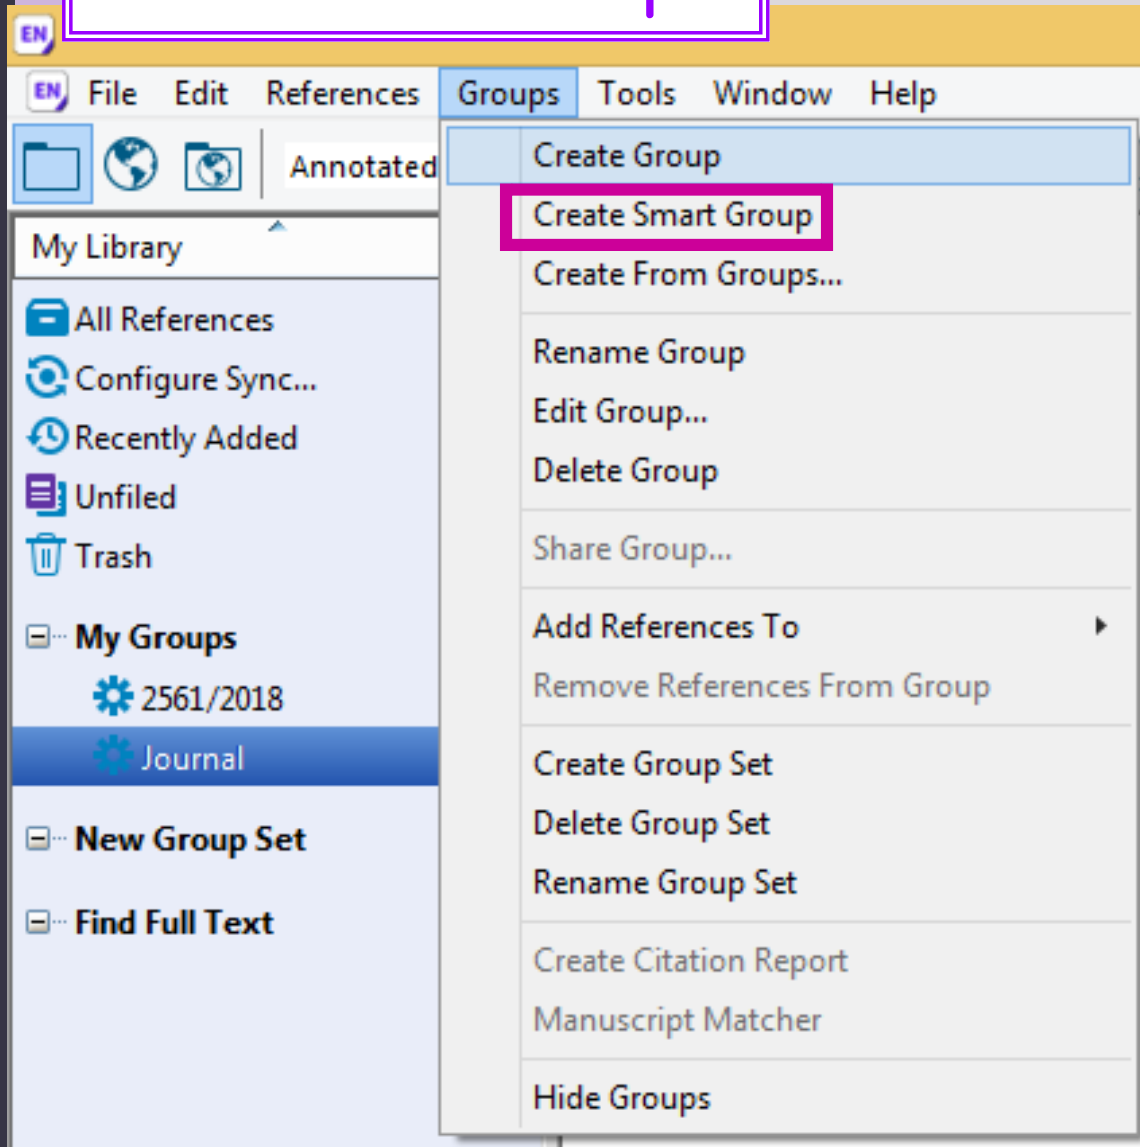 EN
EN File Edit References Groups Tools Window Help
Annotated
My Library
All References
Configure Sync...
Recently Added
Unfiled
Trash
My Groups
2561/2018
Journal
New Group Set
Find Full Text
Create Group
Create Smart Group
Create From Groups...
Rename Group
Edit Group...
Delete Group
Share Group...
Add References To
Remove References From Group
Create Group Set
Delete Group Set
Rename Group Set
Create Citation Report
Manuscript Matcher
Hide Groups